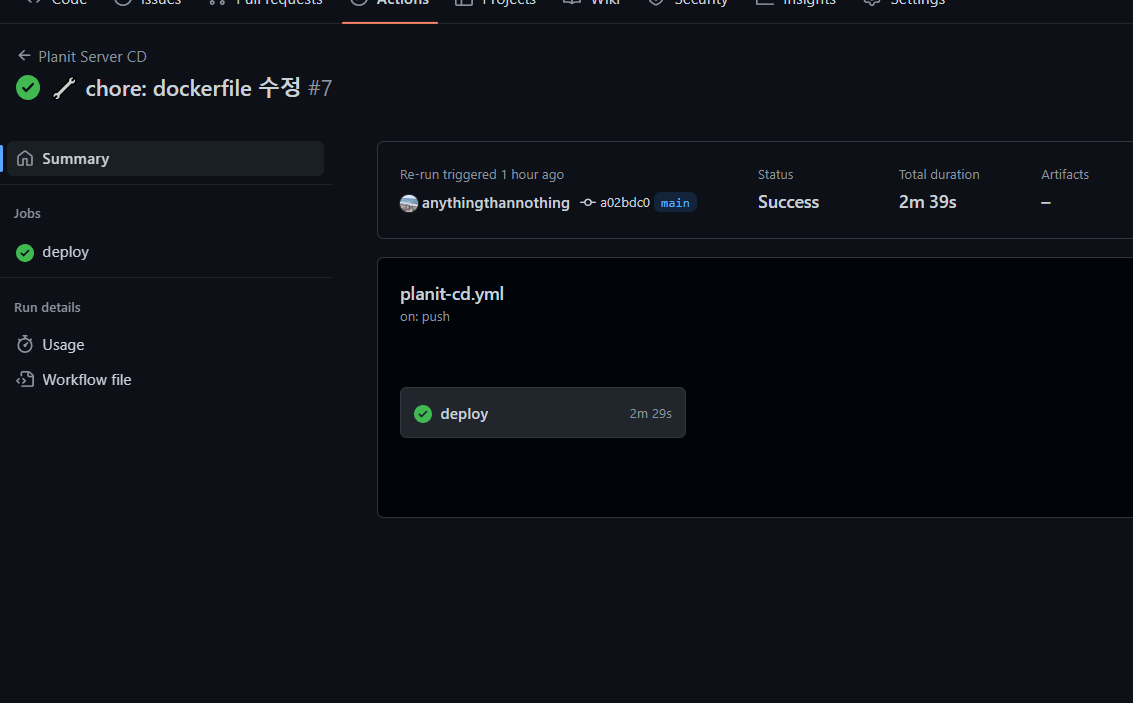 Code Issues Pull requests Actions Projects Wiki Security Insights Settings
Planit Server CD
chore: dockerfile 수정 #7
Summary
Jobs
deploy
Run details
Usage
Workflow file
Re-run triggered 1 hour ago
anythingthannothing a02bdc0 main
Status
Success
Total duration
2m 39s
Artifacts
–
planit-cd.yml
on: push
deploy 2m 29s